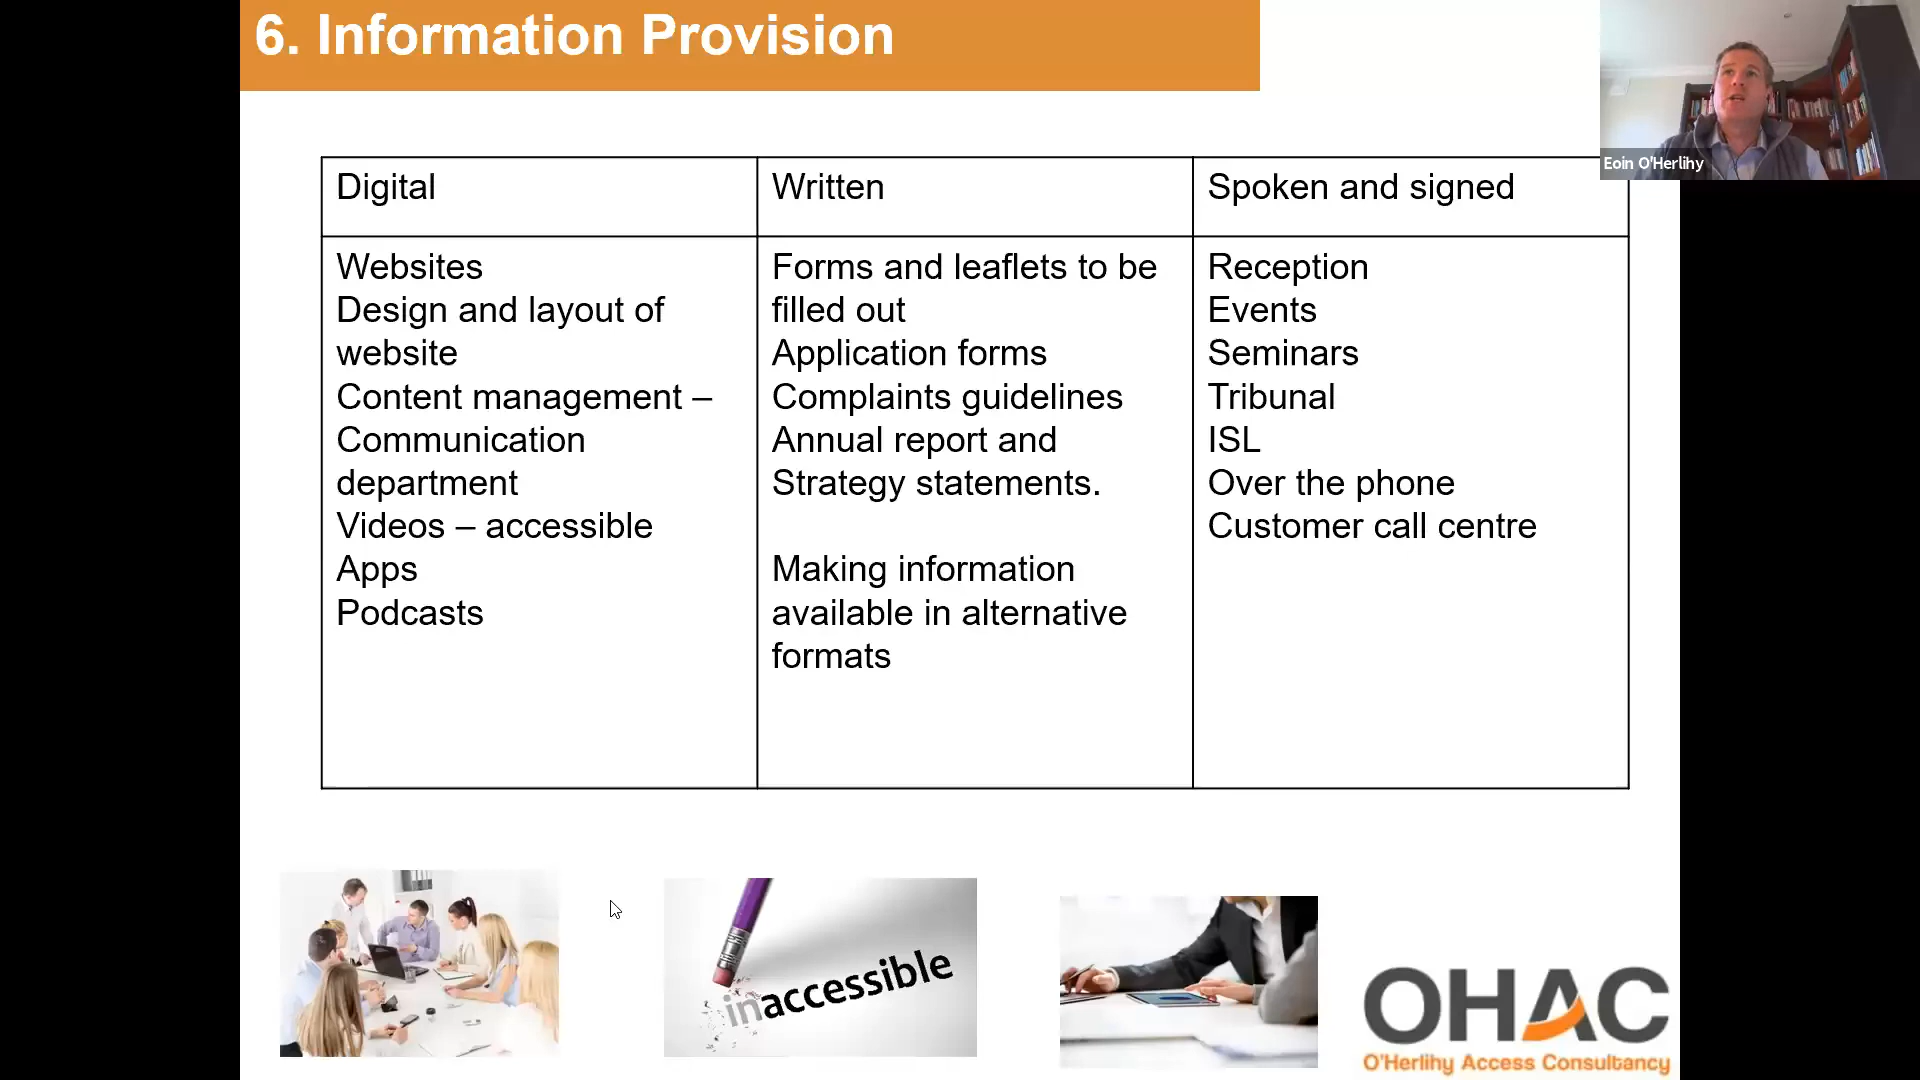 6. Information Provision
Eoin O'Herlihy
Digital
Written
Spoken and signed
Websites
Design and layout of
website
Content management –
Communication
department
Videos – accessible
Apps
Podcasts
Forms and leaflets to be
filled out
Application forms
Complaints guidelines
Annual report and
Strategy statements.
Making information
available in alternative
formats
Reception
Events
Seminars
Tribunal
ISL
Over the phone
Customer call centre
inaccessible
OHAC
O'Herlihy Access Consultancy